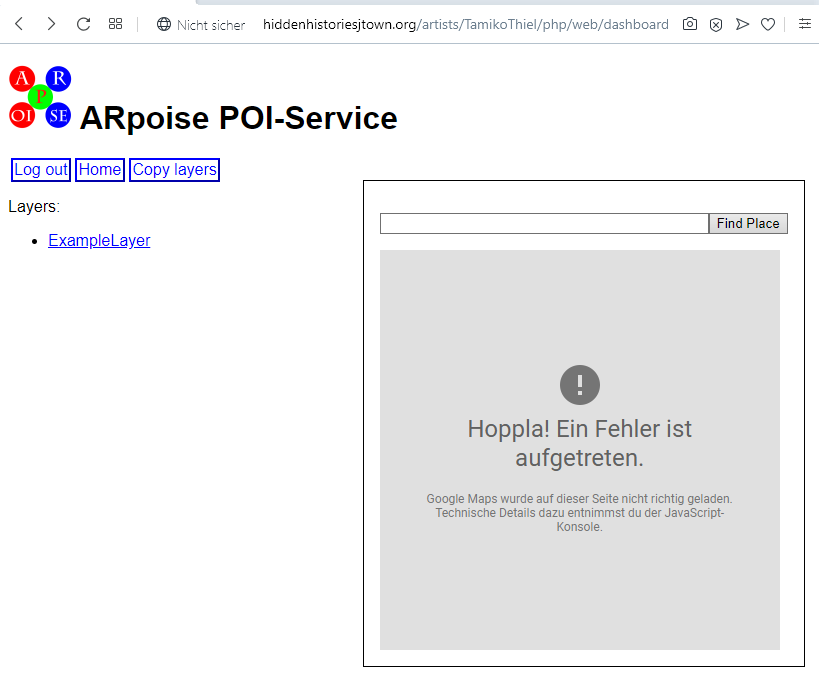 Nicht sicher hiddenhistoriesjtown.org/artists/TamikoThiel/php/web/dashboard
A R
P
OI SE
ARpoise POI-Service
Log out Home Copy layers
Layers:
ExampleLayer
Find Place
!
Hoppla! Ein Fehler ist
aufgetreten.
Google Maps wurde auf dieser Seite nicht richtig geladen.
Technische Details dazu entnimmst du der JavaScript-
Konsole.